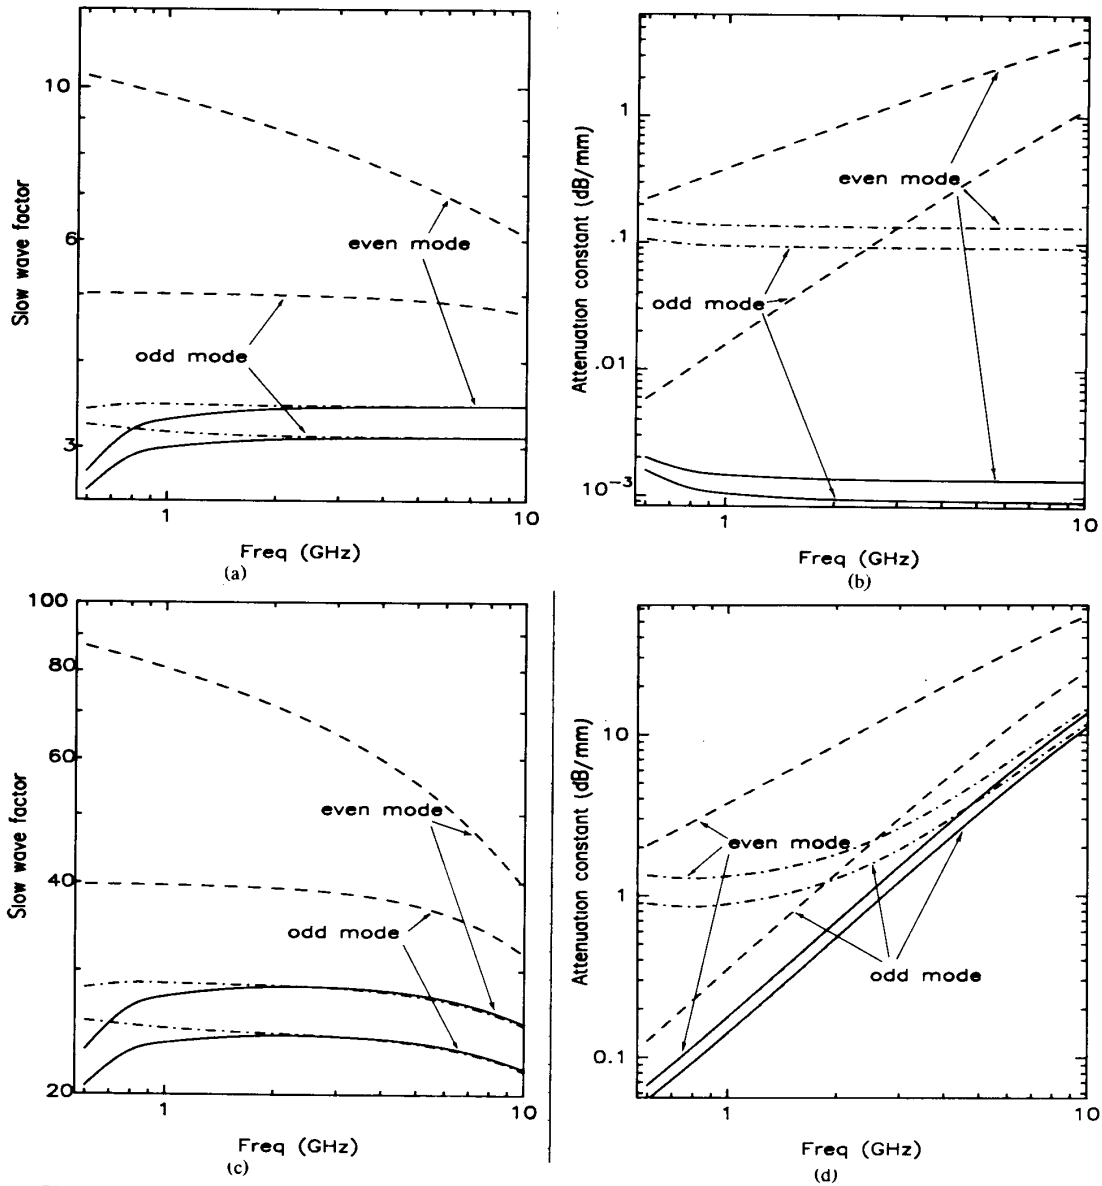 10
6
3
Slow wave factor
even mode
odd mode
1
10
Freq (GHz)
(a)
1
.1
.01
10⁻³
Attenuation constant (dB/mm)
even mode
odd mode
1
10
Freq (GHz)
(b)
100
80
60
40
20
Slow wave factor
even mode
odd mode
1
10
Freq (GHz)
(c)
10
1
0.1
Attenuation constant (dB/mm)
even mode
odd mode
1
10
Freq (GHz)
(d)